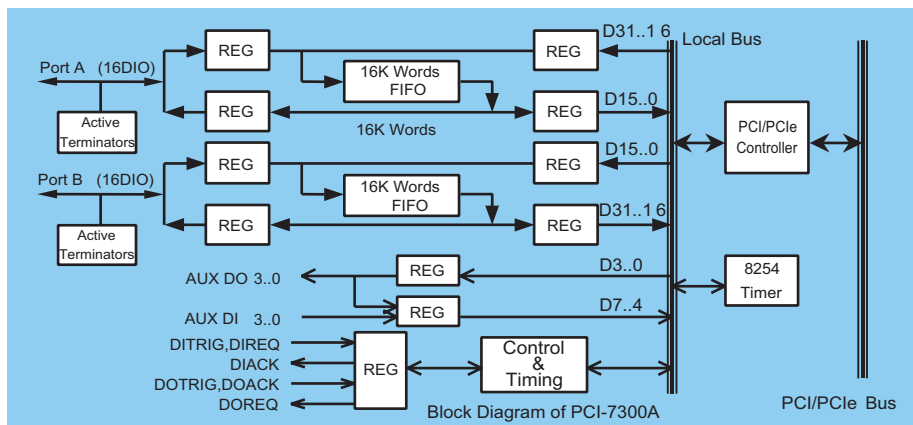 REG
REG
D31..1 6
Local Bus
Port A (16DIO)
16K Words
FIFO
REG
REG
D15..0
Active
Terminators
16K Words
PCI/PCIe
Controller
REG
REG
D15..0
Port B (16DIO)
16K Words
FIFO
REG
REG
D31..1 6
Active
Terminators
AUX DO 3..0
REG
D3..0
8254
Timer
AUX DI 3..0
REG
D7..4
DITRIG,DIREQ
DIACK
DOTRIG,DOACK
DOREQ
REG
Control
&
Timing
Block Diagram of PCI-7300A
PCI/PCIe Bus